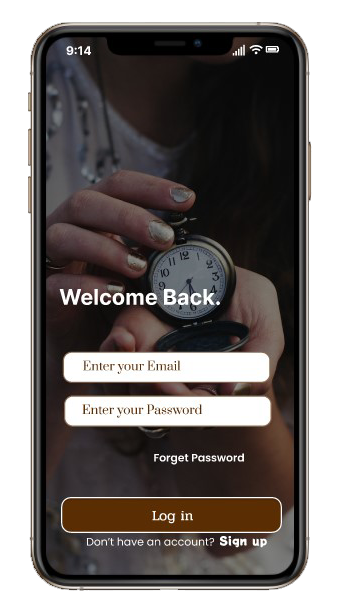 9:14
Welcome Back.
Enter your Email
Enter your Password
Forget Password
Log in
Don't have an account? Sign up